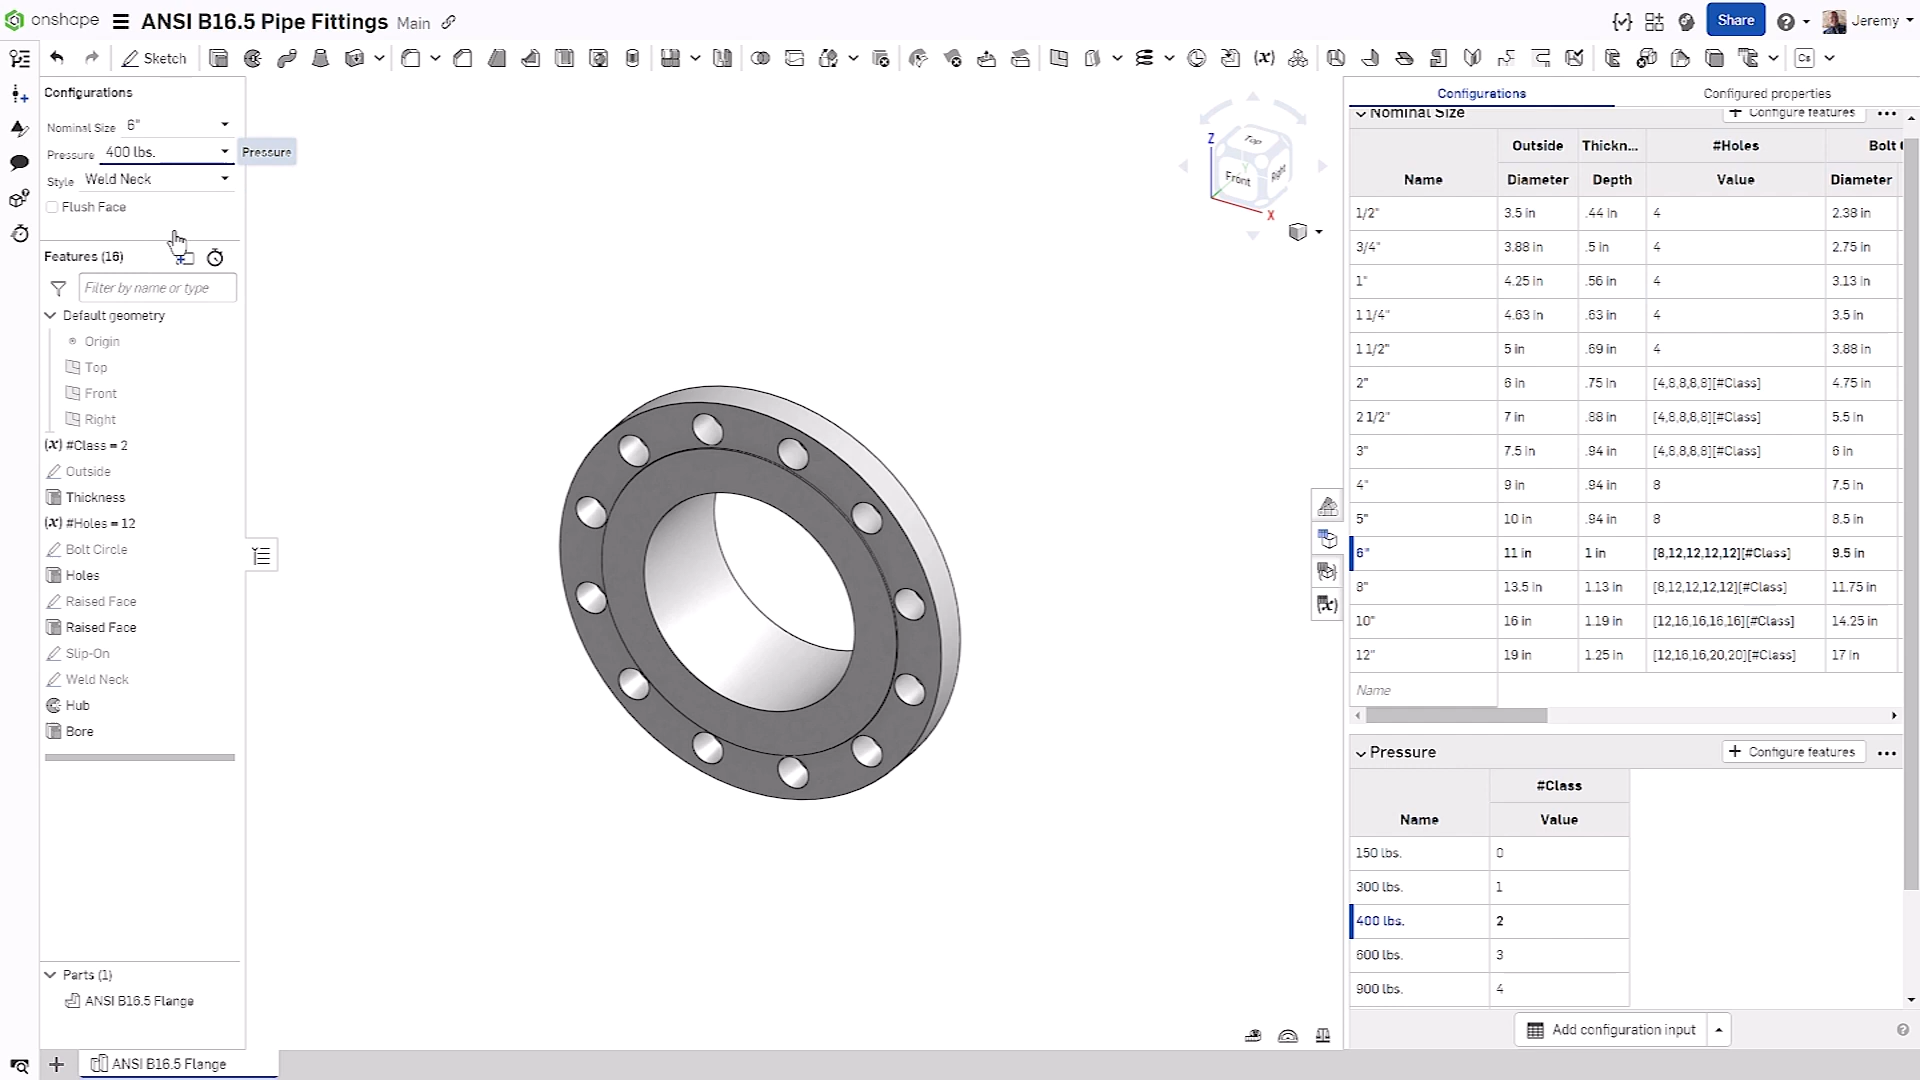 onshape ANSI B16.5 Pipe Fittings Main Share Jeremy
Sketch (x) Cs
Configurations
Nominal Size 6"
Pressure 400 lbs. Pressure
Style Weld Neck
Flush Face
Features (16)
Filter by name or type
Default geometry
Origin
Top
Front
Right
(x) #Class = 2
Outside
Thickness
(x) #Holes = 12
Bolt Circle
Holes
Raised Face
Raised Face
Slip-On
Weld Neck
Hub
Bore
Parts (1)
ANSI B16.5 Flange
Z
Top
Front
Right
X
Configurations Configured properties
Nominal Size + Configure features
Outside Thickn... #Holes Bolt
Name Diameter Depth Value Diameter
1/2" 3.5 in .44 in 4 2.38 in
3/4" 3.88 in .5 in 4 2.75 in
1" 4.25 in .56 in 4 3.13 in
1 1/4" 4.63 in .63 in 4 3.5 in
1 1/2" 5 in .69 in 4 3.88 in
2" 6 in .75 in [4,8,8,8,8][#Class] 4.75 in
2 1/2" 7 in .88 in [4,8,8,8,8][#Class] 5.5 in
3" 7.5 in .94 in [4,8,8,8,8][#Class] 6 in
4" 9 in .94 in 8 7.5 in
5" 10 in .94 in 8 8.5 in
6" 11 in 1 in [8,12,12,12,12][#Class] 9.5 in
8" 13.5 in 1.13 in [8,12,12,12,12][#Class] 11.75 in
10" 16 in 1.19 in [12,16,16,16,16][#Class] 14.25 in
12" 19 in 1.25 in [12,16,16,20,20][#Class] 17 in
Name
Pressure + Configure features
#Class
Name Value
150 lbs. 0
300 lbs. 1
400 lbs. 2
600 lbs. 3
900 lbs. 4
Add configuration input
ANSI B16.5 Flange